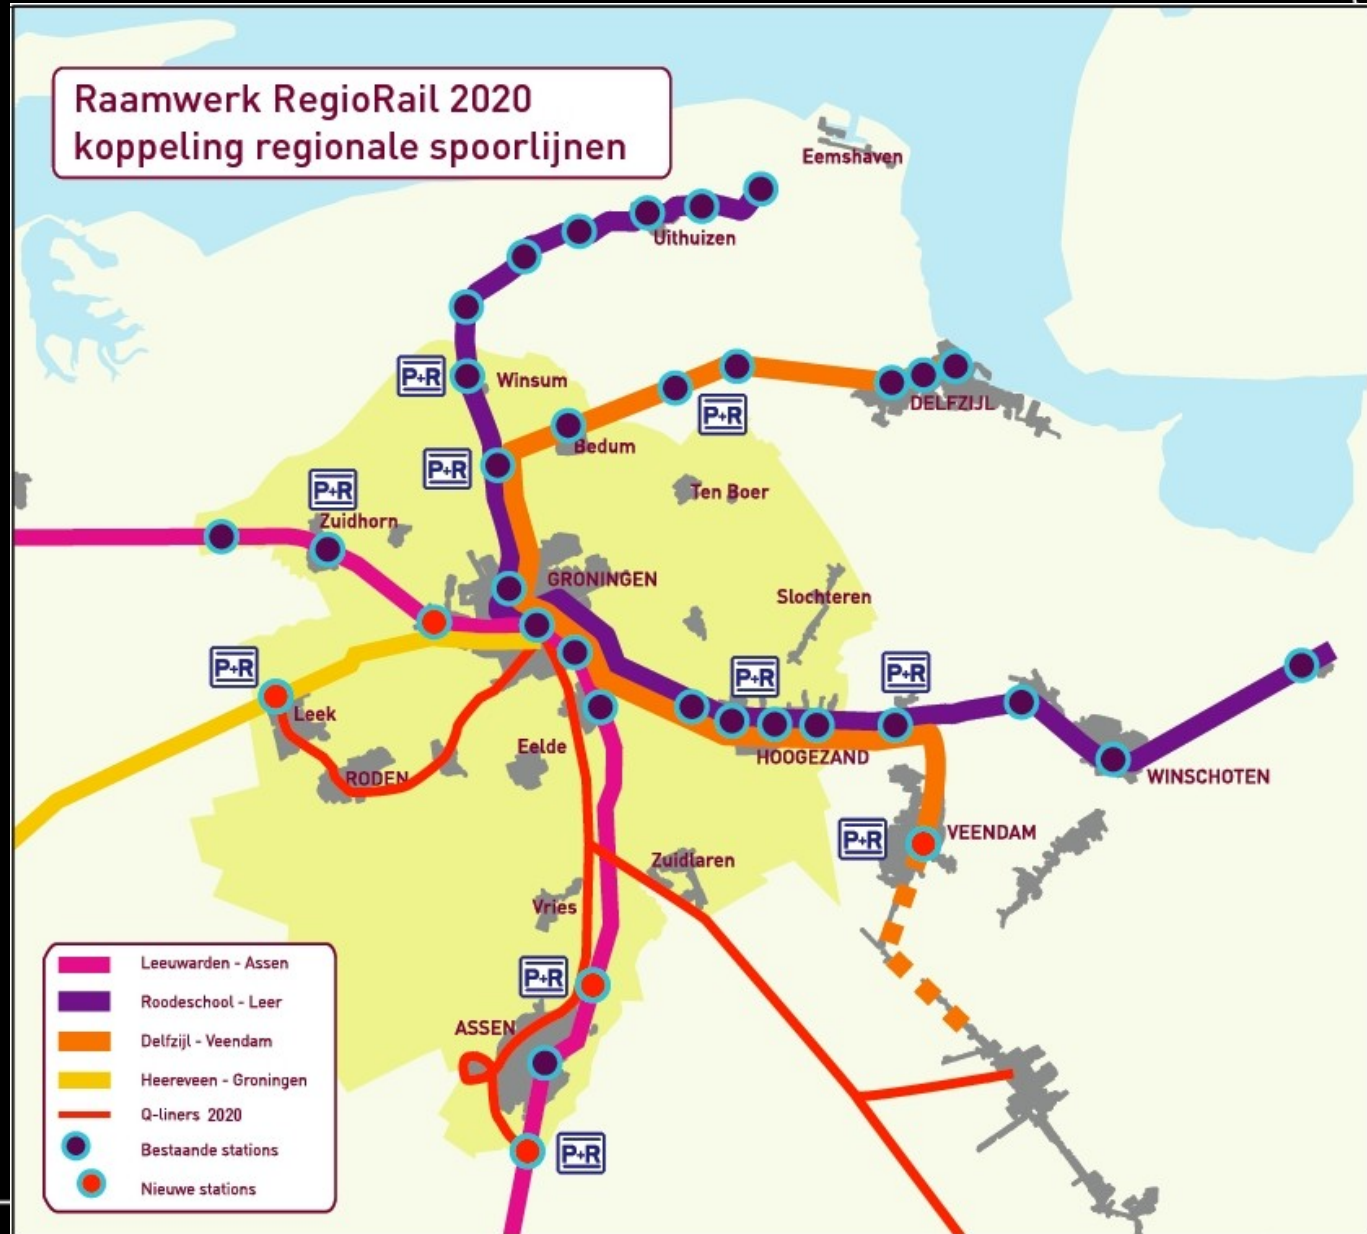 Raamwerk RegioRail 2020
koppeling regionale spoorlijnen
Eemshaven
Uithuizen
P+R
Winsum
DELFZIJL
P+R
Bedum
P+R
P+R
Ten Boer
Zuidhorn
GRONINGEN
Slochteren
P+R
P+R
P+R
Leek
Eelde
HOOGEZAND
RODEN
WINSCHOTEN
P+R
VEENDAM
Zuidlaren
Vries
P+R
ASSEN
P+R
Leeuwarden - Assen
Roodeschool - Leer
Delfzijl - Veendam
Heereveen - Groningen
Q-liners 2020
Bestaande stations
Nieuwe stations